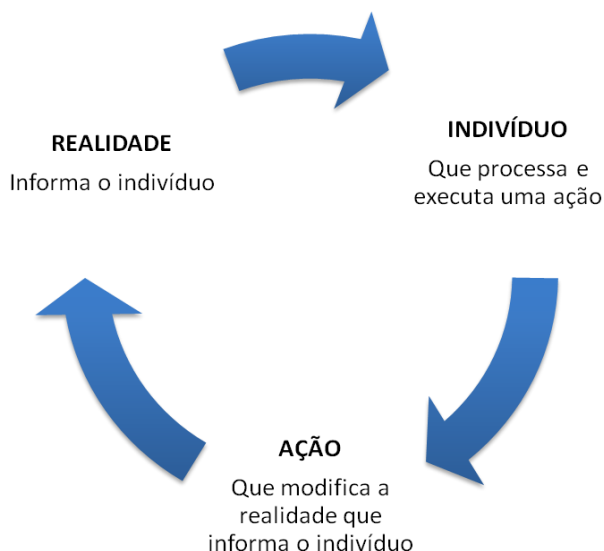 REALIDADE
Informa o indivíduo
INDIVÍDUO
Que processa e
executa uma ação
AÇÃO
Que modifica a
realidade que
informa o indivíduo